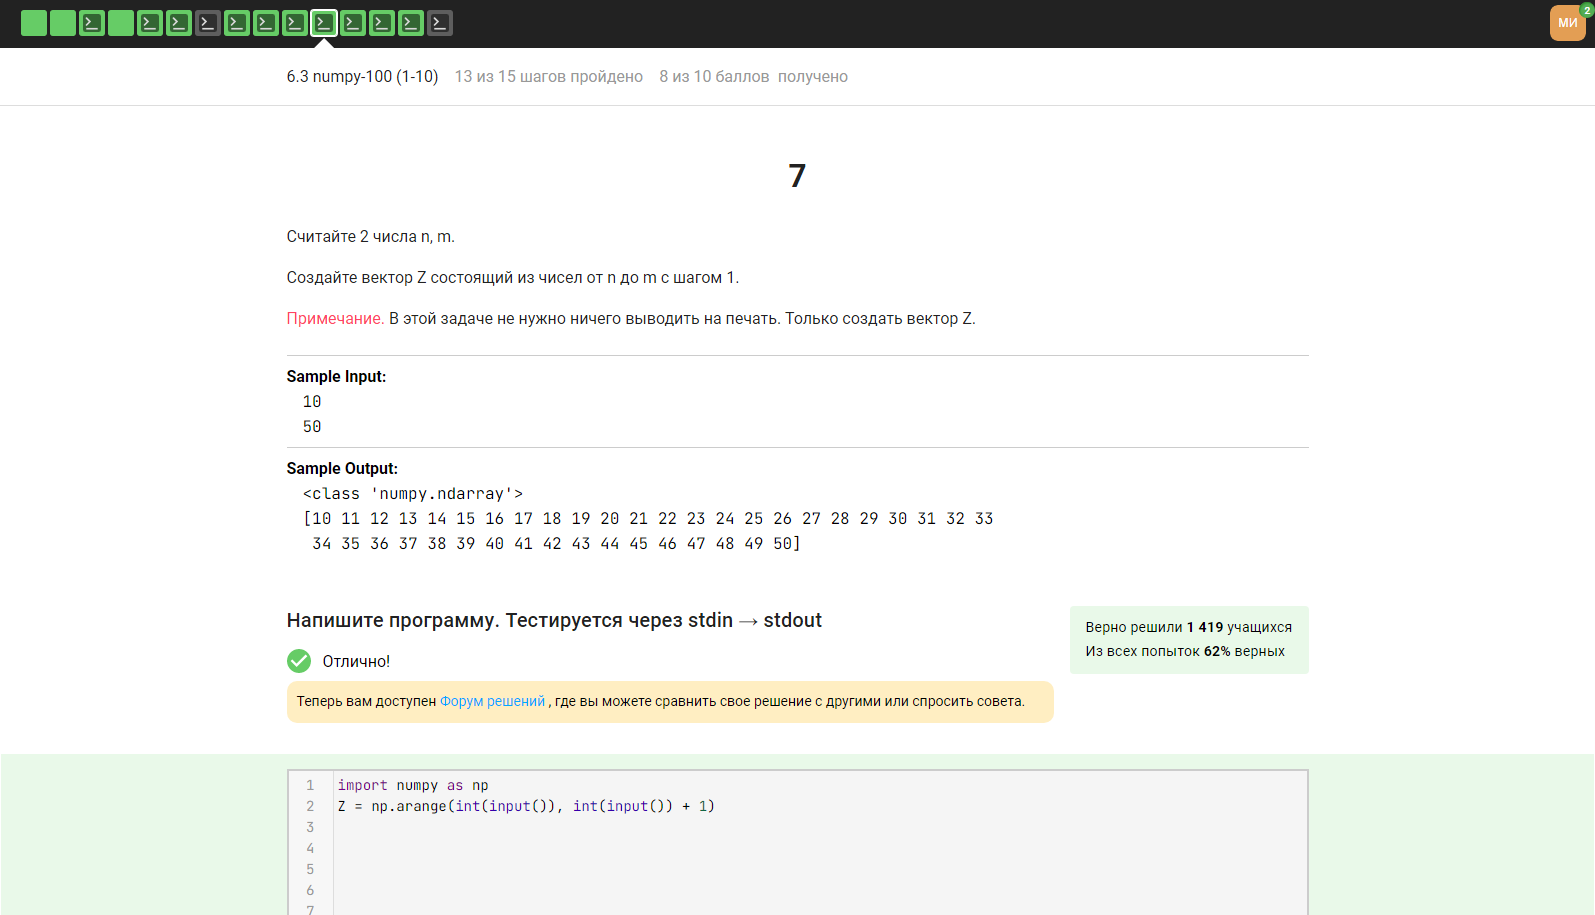 МИ
2
6.3 numpy-100 (1-10) 13 из 15 шагов пройдено 8 из 10 баллов получено
7
Считайте 2 числа n, m.
Создайте вектор Z состоящий из чисел от n до m с шагом 1.
Примечание. В этой задаче не нужно ничего выводить на печать. Только создать вектор Z.
Sample Input:
10
50
Sample Output:
<class 'numpy.ndarray'>
[10 11 12 13 14 15 16 17 18 19 20 21 22 23 24 25 26 27 28 29 30 31 32 33
34 35 36 37 38 39 40 41 42 43 44 45 46 47 48 49 50]
Напишите программу. Тестируется через stdin → stdout
Верно решили 1 419 учащихся
Из всех попыток 62% верных
Отлично!
Теперь вам доступен Форум решений , где вы можете сравнить свое решение с другими или спросить совета.
1 import numpy as np
2 Z = np.arange(int(input()), int(input()) + 1)
3
4
5
6
7